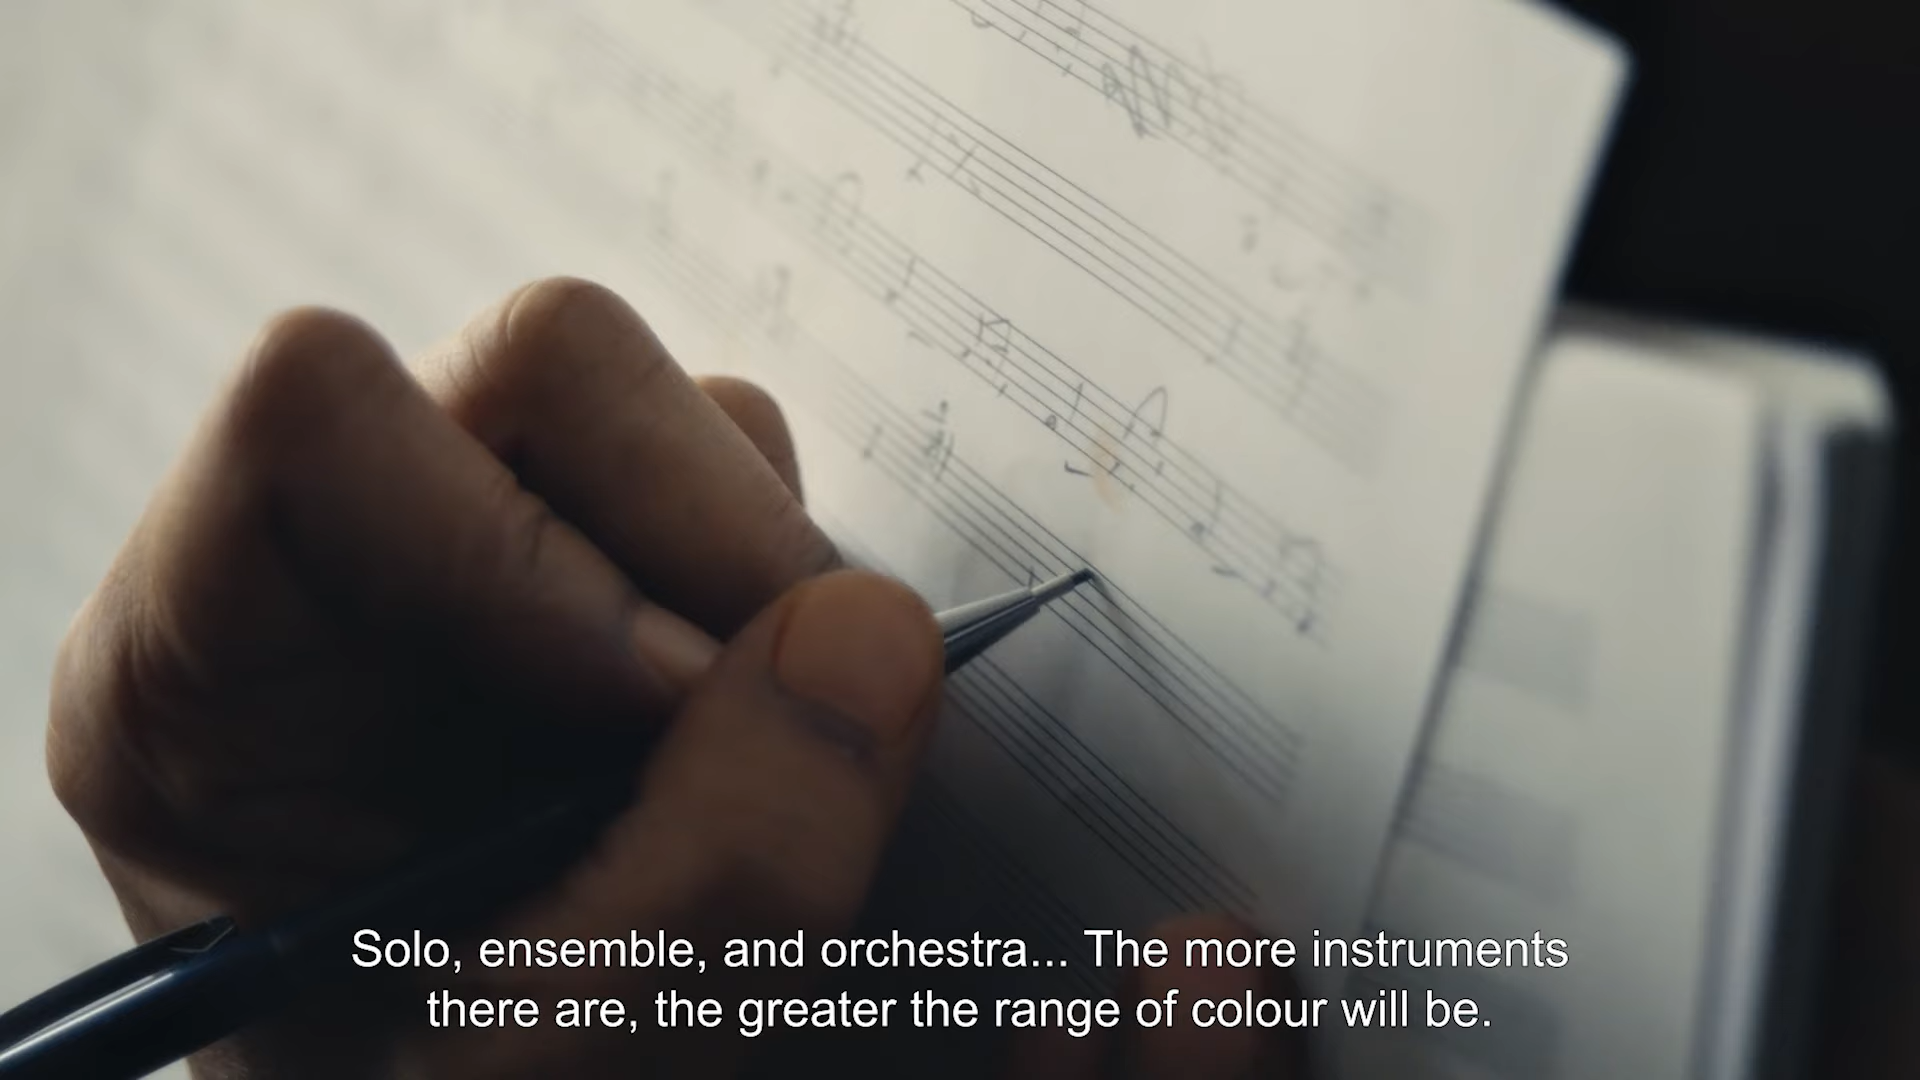 Solo, ensemble, and orchestra... The more instruments
there are, the greater the range of colour will be.